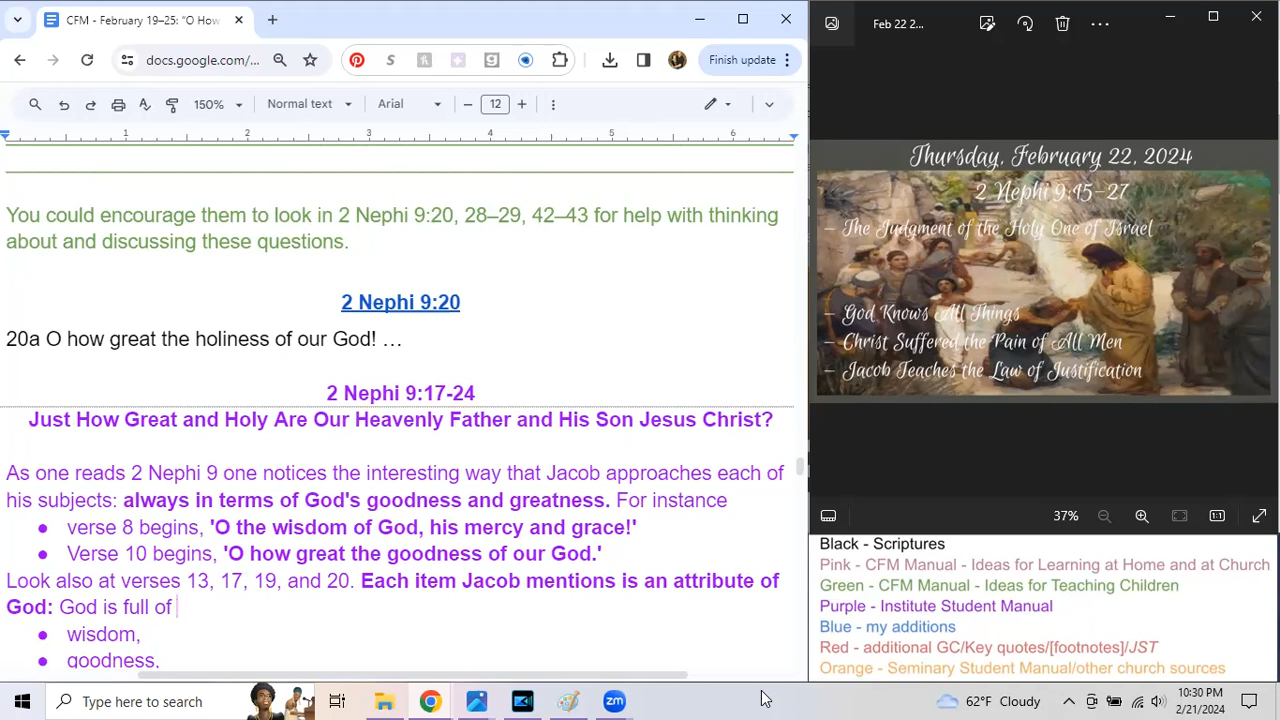 CFM - February 19–25: "O How
Feb 22 2...
docs.google.com/...
Finish update
150%
Normal text
Arial
12
1 2 3 4 5 6
Thursday, February 22, 2024
2 Nephi 9:15-27
- The Judgment of the Holy One of Israel
- God Knows All Things
- Christ Suffered the Pain of All Men
- Jacob Teaches the Law of Justification
You could encourage them to look in 2 Nephi 9:20, 28–29, 42–43 for help with thinking
about and discussing these questions.
2 Nephi 9:20
20a O how great the holiness of our God! …
2 Nephi 9:17-24
Just How Great and Holy Are Our Heavenly Father and His Son Jesus Christ?
As one reads 2 Nephi 9 one notices the interesting way that Jacob approaches each of
his subjects: always in terms of God's goodness and greatness. For instance
● verse 8 begins, 'O the wisdom of God, his mercy and grace!'
● Verse 10 begins, 'O how great the goodness of our God.'
Look also at verses 13, 17, 19, and 20. Each item Jacob mentions is an attribute of
God: God is full of
● wisdom,
● goodness,
37%
1:1
Black - Scriptures
Pink - CFM Manual - Ideas for Learning at Home and at Church
Green - CFM Manual - Ideas for Teaching Children
Purple - Institute Student Manual
Blue - my additions
Red - additional GC/Key quotes/[footnotes]/JST
Orange - Seminary Student Manual/other church sources
Type here to search
zm
62°F Cloudy
10:30 PM
2/21/2024